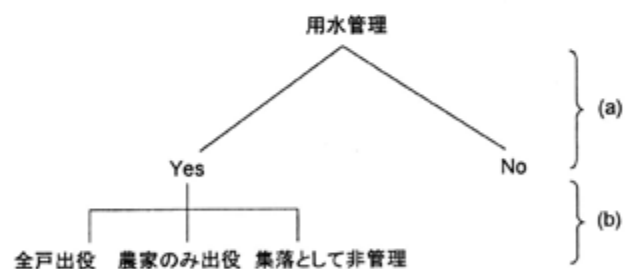 用水管理
(a)
Yes
No
(b)
全戸出役 農家のみ出役 集落として非管理